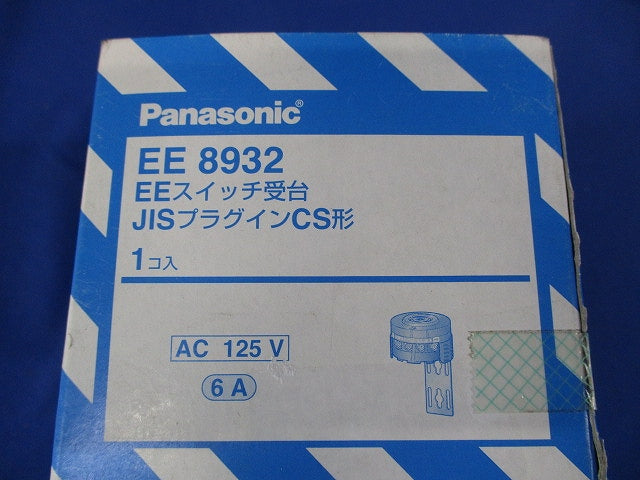 Panasonic®
EE 8932
EEスイッチ受台
JISプラグインCS形
1コ入
AC 125 V
6 A